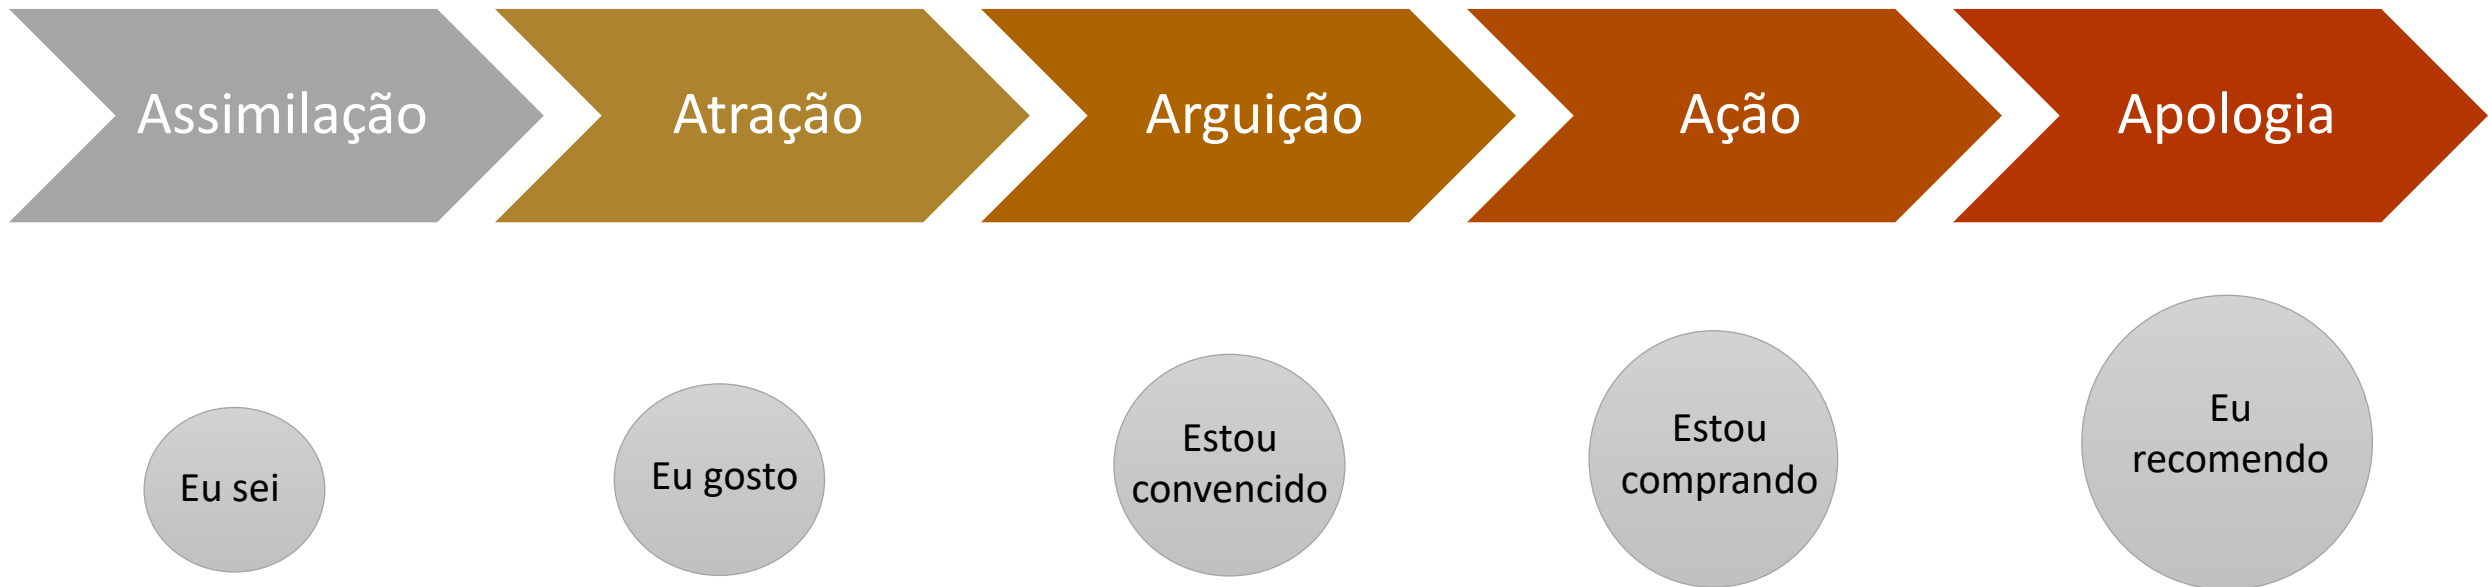 Assimilação
Atração
Arguição
Ação
Apologia
Eu sei
Eu gosto
Estou
convencido
Estou
comprando
Eu
recomendo